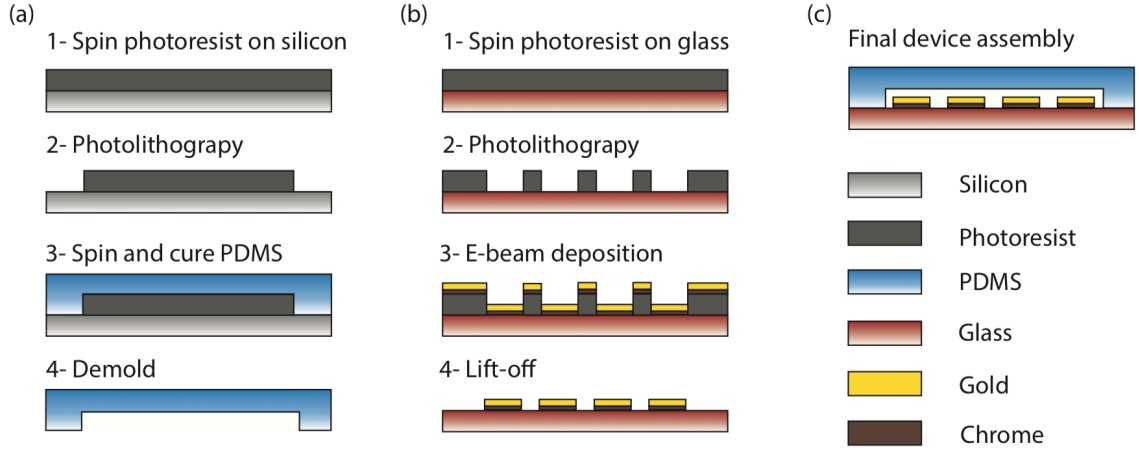 (a)
1- Spin photoresist on silicon
2- Photolithograpy
3- Spin and cure PDMS
4- Demold
(b)
1- Spin photoresist on glass
2- Photolithograpy
3- E-beam deposition
4- Lift-off
(c)
Final device assembly
Silicon
Photoresist
PDMS
Glass
Gold
Chrome